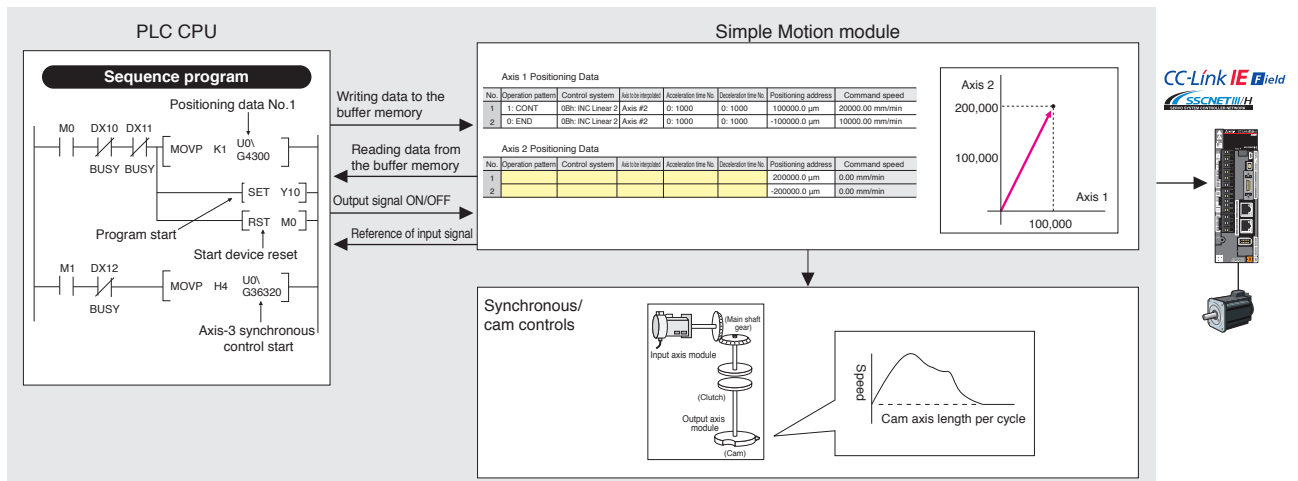 PLC CPU
Sequence program
Positioning data No.1
M0 DX10 DX11
MOVP K1 U0\
G4300
BUSY BUSY
SET Y10
RST M0
Program start
Start device reset
M1 DX12
MOVP H4 U0\
G36320
BUSY
Axis-3 synchronous
control start
Writing data to the
buffer memory
Reading data from
the buffer memory
Output signal ON/OFF
Reference of input signal
Simple Motion module
Axis 1 Positioning Data
No. Operation pattern Control system Axis to be interpolated Acceleration time No. Deceleration time No. Positioning address Command speed
1 1: CONT 0Bh: INC Linear 2 Axis #2 0: 1000 0: 1000 100000.0 µm 20000.00 mm/min
2 0: END 0Bh: INC Linear 2 Axis #2 0: 1000 0: 1000 -100000.0 µm 10000.00 mm/min
Axis 2 Positioning Data
No. Operation pattern Control system Axis to be interpolated Acceleration time No. Deceleration time No. Positioning address Command speed
1 200000.0 µm 0.00 mm/min
2 -200000.0 µm 0.00 mm/min
Axis 2
200,000
100,000
Axis 1
100,000
Synchronous/
cam controls
(Main shaft
gear)
Input axis module
(Clutch)
Output axis
module
(Cam)
Speed
Cam axis length per cycle
CC-Link IE Field
SSCNETIII/H
SERVO SYSTEM CONTROLLER NETWORK